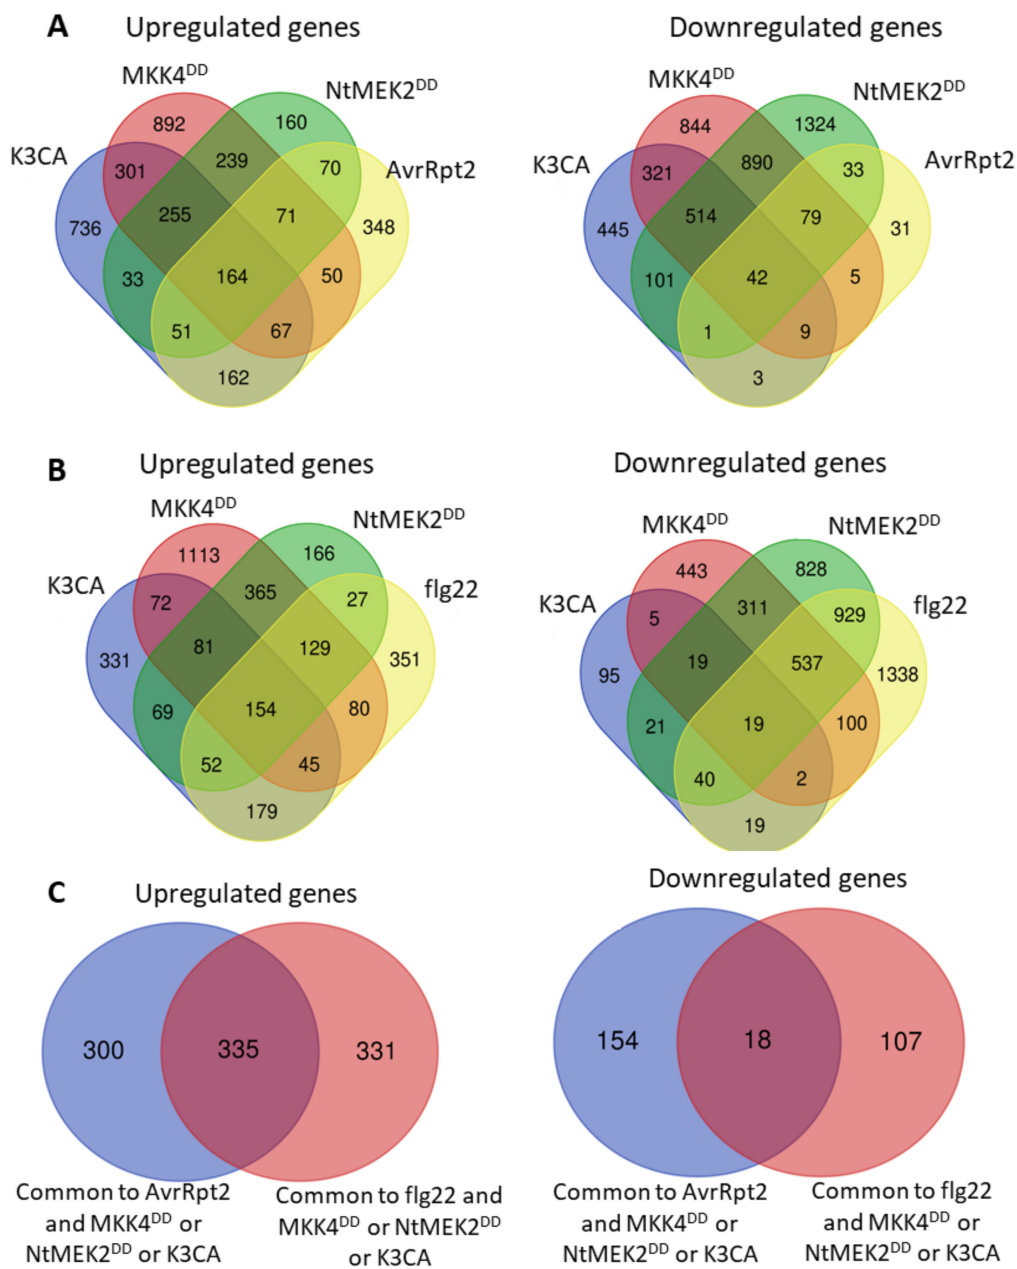 A
Upregulated genes
Downregulated genes
MKK4DD
NtMEK2DD
K3CA
AvrRpt2
892
160
301
239
70
736
255
71
348
33
164
50
51
67
162
MKK4DD
NtMEK2DD
K3CA
AvrRpt2
844
1324
321
890
33
445
514
79
31
101
42
5
1
9
3
B
Upregulated genes
Downregulated genes
MKK4DD
NtMEK2DD
K3CA
flg22
1113
166
72
365
27
331
81
129
351
69
154
80
52
45
179
MKK4DD
NtMEK2DD
K3CA
flg22
443
828
5
311
929
95
19
537
1338
21
19
100
40
2
19
C
Upregulated genes
Downregulated genes
300
335
331
Common to AvrRpt2
and MKK4DD or
NtMEK2DD or K3CA
Common to flg22 and
MKK4DD or NtMEK2DD
or K3CA
154
18
107
Common to AvrRpt2
and MKK4DD or
NtMEK2DD or K3CA
Common to flg22
and MKK4DD or
NtMEK2DD or K3CA